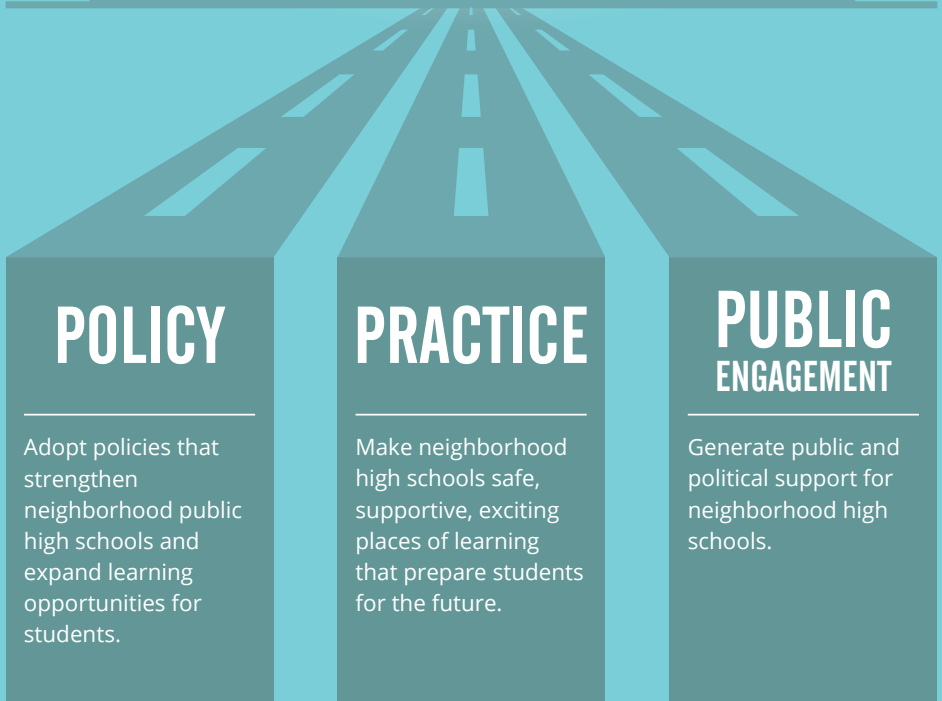 POLICY
Adopt policies that
strengthen
neighborhood public
high schools and
expand learning
opportunities for
students.
PRACTICE
Make neighborhood
high schools safe,
supportive, exciting
places of learning
that prepare students
for the future.
PUBLIC
ENGAGEMENT
Generate public and
political support for
neighborhood high
schools.